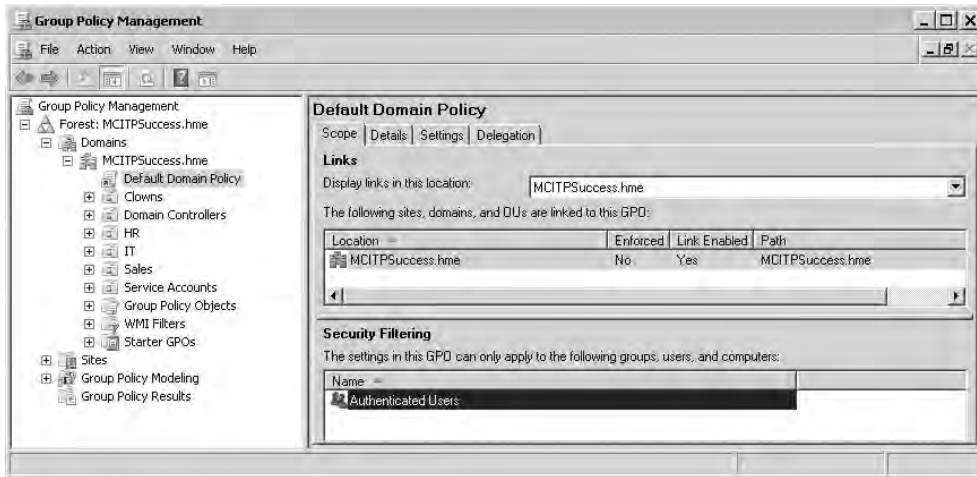 Group Policy Management
File Action View Window Help
Group Policy Management
Forest: MCITPSuccess.hme
Domains
MCITPSuccess.hme
Default Domain Policy
Clowns
Domain Controllers
HR
IT
Sales
Service Accounts
Group Policy Objects
WMI Filters
Starter GPOs
Sites
Group Policy Modeling
Group Policy Results
Default Domain Policy
Scope Details Settings Delegation
Links
Display links in this location: MCITPSuccess.hme
The following sites, domains, and OUs are linked to this GPO:
Location Enforced Link Enabled Path
MCITPSuccess.hme No Yes MCITPSuccess.hme
Security Filtering
The settings in this GPO can only apply to the following groups, users, and computers:
Name
Authenticated Users